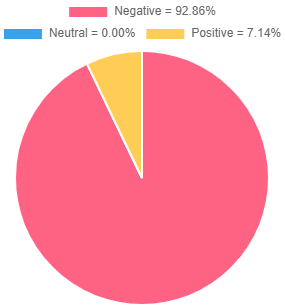 Negative = 92.86%
Neutral = 0.00% Positive = 7.14%